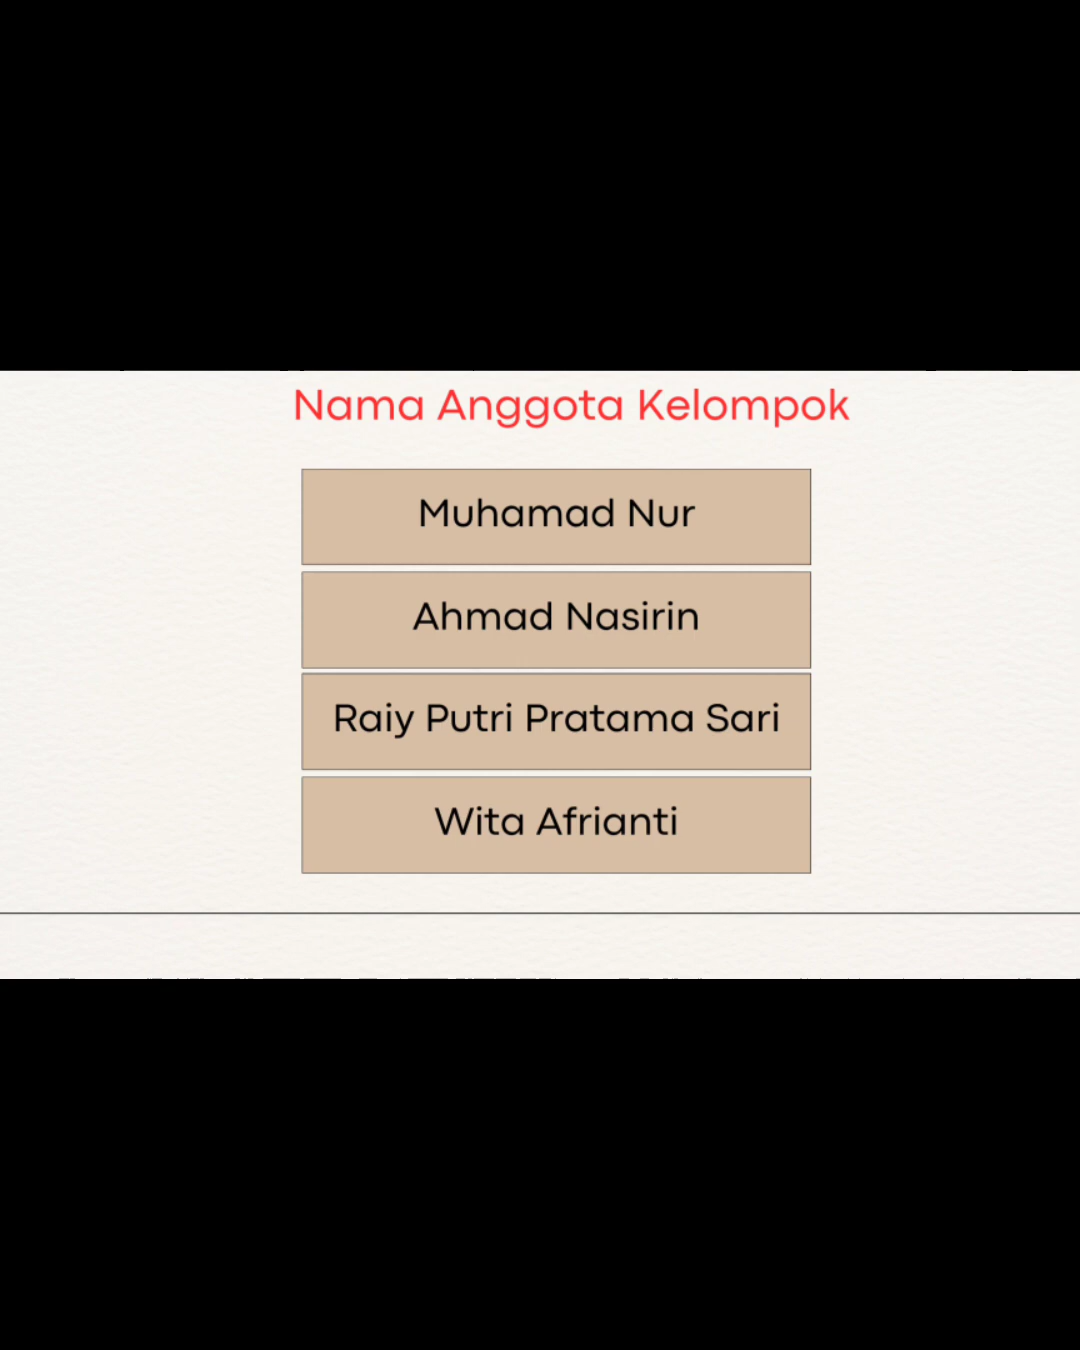 Nama Anggota Kelompok
Muhamad Nur
Ahmad Nasirin
Raiy Putri Pratama Sari
Wita Afrianti